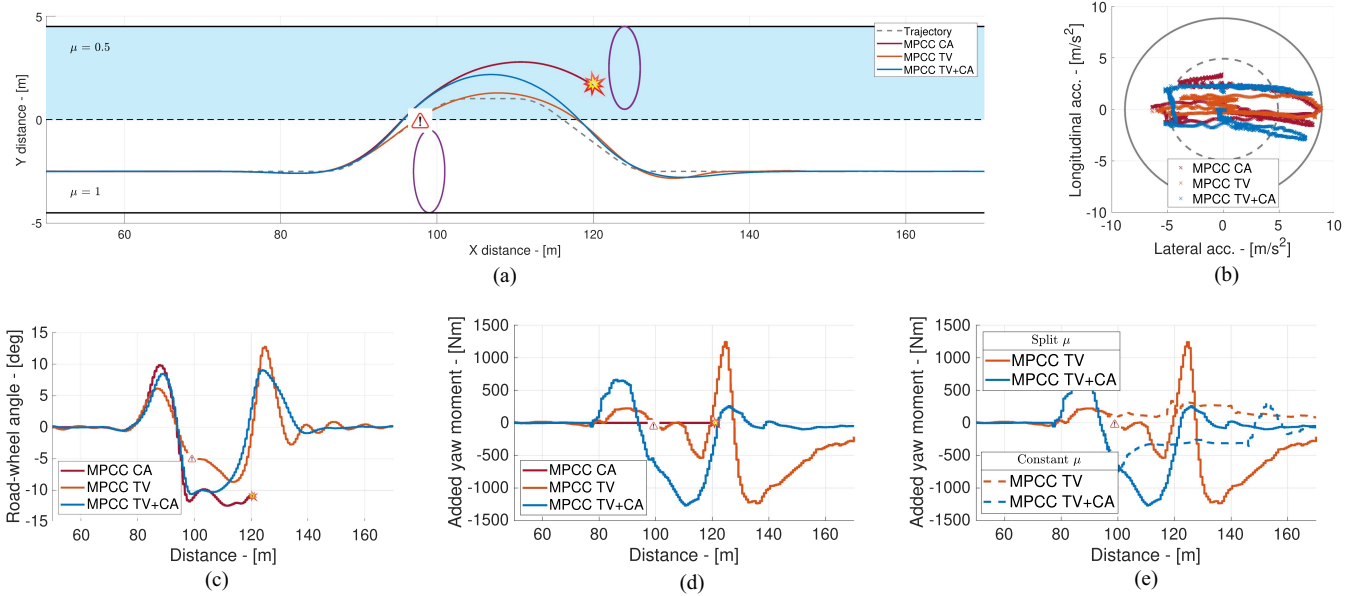 5
0
-5
Y distance - [m]
μ = 0.5
μ = 1
Trajectory
MPCC CA
MPCC TV
MPCC TV+CA
60
80
100
120
140
160
X distance - [m]
(a)
10
5
0
-5
-10
Longitudinal acc. - [m/s²]
MPCC CA
MPCC TV
MPCC TV+CA
-10
-5
0
5
10
Lateral acc. - [m/s²]
(b)
15
10
5
0
-5
-10
-15
Road-wheel angle - [deg]
MPCC CA
MPCC TV
MPCC TV+CA
60
80
100
120
140
160
Distance - [m]
(c)
1500
1000
500
0
-500
-1000
-1500
Added yaw moment - [Nm]
MPCC CA
MPCC TV
MPCC TV+CA
60
80
100
120
140
160
Distance - [m]
(d)
1500
1000
500
0
-500
-1000
-1500
Added yaw moment - [Nm]
Split μ
MPCC TV
MPCC TV+CA
Constant μ
MPCC TV
MPCC TV+CA
60
80
100
120
140
160
Distance - [m]
(e)